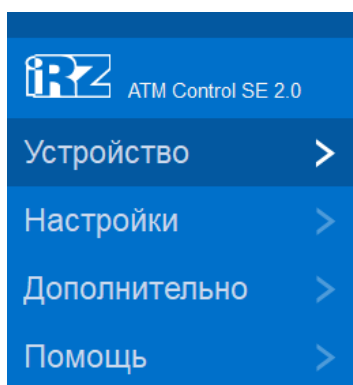 iRZ ATM Control SE 2.0
Устройство >
Настройки >
Дополнительно >
Помощь >